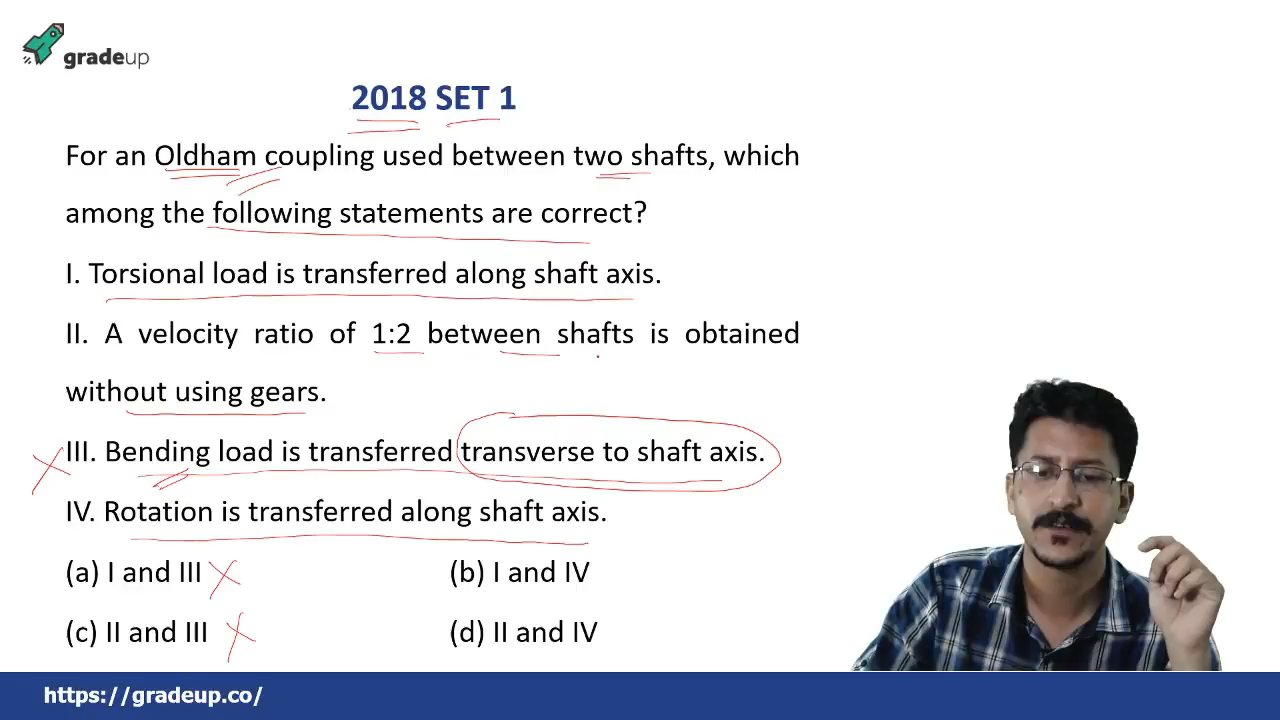 gradeup
2018 SET 1
For an Oldham coupling used between two shafts, which
among the following statements are correct?
I. Torsional load is transferred along shaft axis.
II. A velocity ratio of 1:2 between shafts is obtained
without using gears.
III. Bending load is transferred transverse to shaft axis.
IV. Rotation is transferred along shaft axis.
(a) I and III
(b) I and IV
(c) II and III
(d) II and IV
https://gradeup.co/